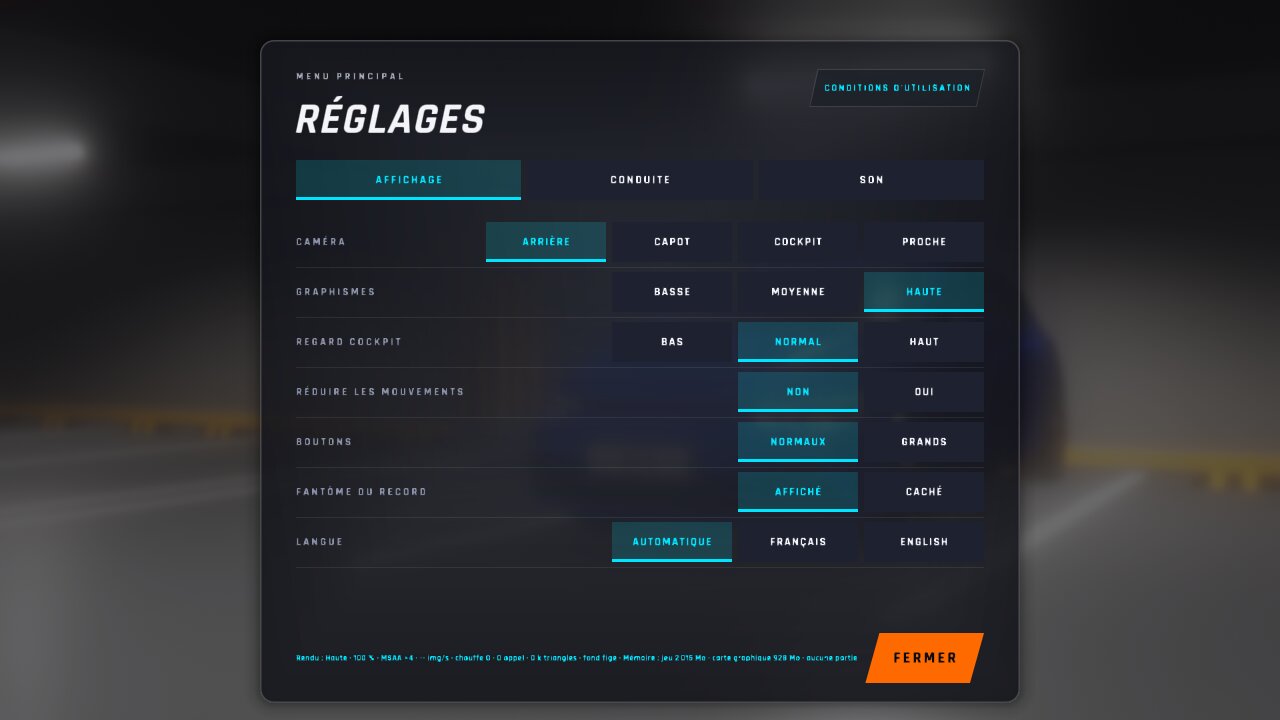 MENU PRINCIPAL
CONDITIONS D'UTILISATION
RÉGLAGES
AFFICHAGE CONDUITE SON
CAMÉRA ARRIÈRE CAPOT COCKPIT PROCHE
GRAPHISMES BASSE MOYENNE HAUTE
REGARD COCKPIT BAS NORMAL HAUT
RÉDUIRE LES MOUVEMENTS NON OUI
BOUTONS NORMAUX GRANDS
FANTÔME DU RECORD AFFICHÉ CACHÉ
LANGUE AUTOMATIQUE FRANÇAIS ENGLISH
Rendu : Haute · 100 % · MSAA ×4 · -- img/s · chauffe 0 · 0 appel · 0 k triangles · fond figé · Mémoire : jeu 2015 Mo · carte graphique 928 Mo · aucune partie
FERMER